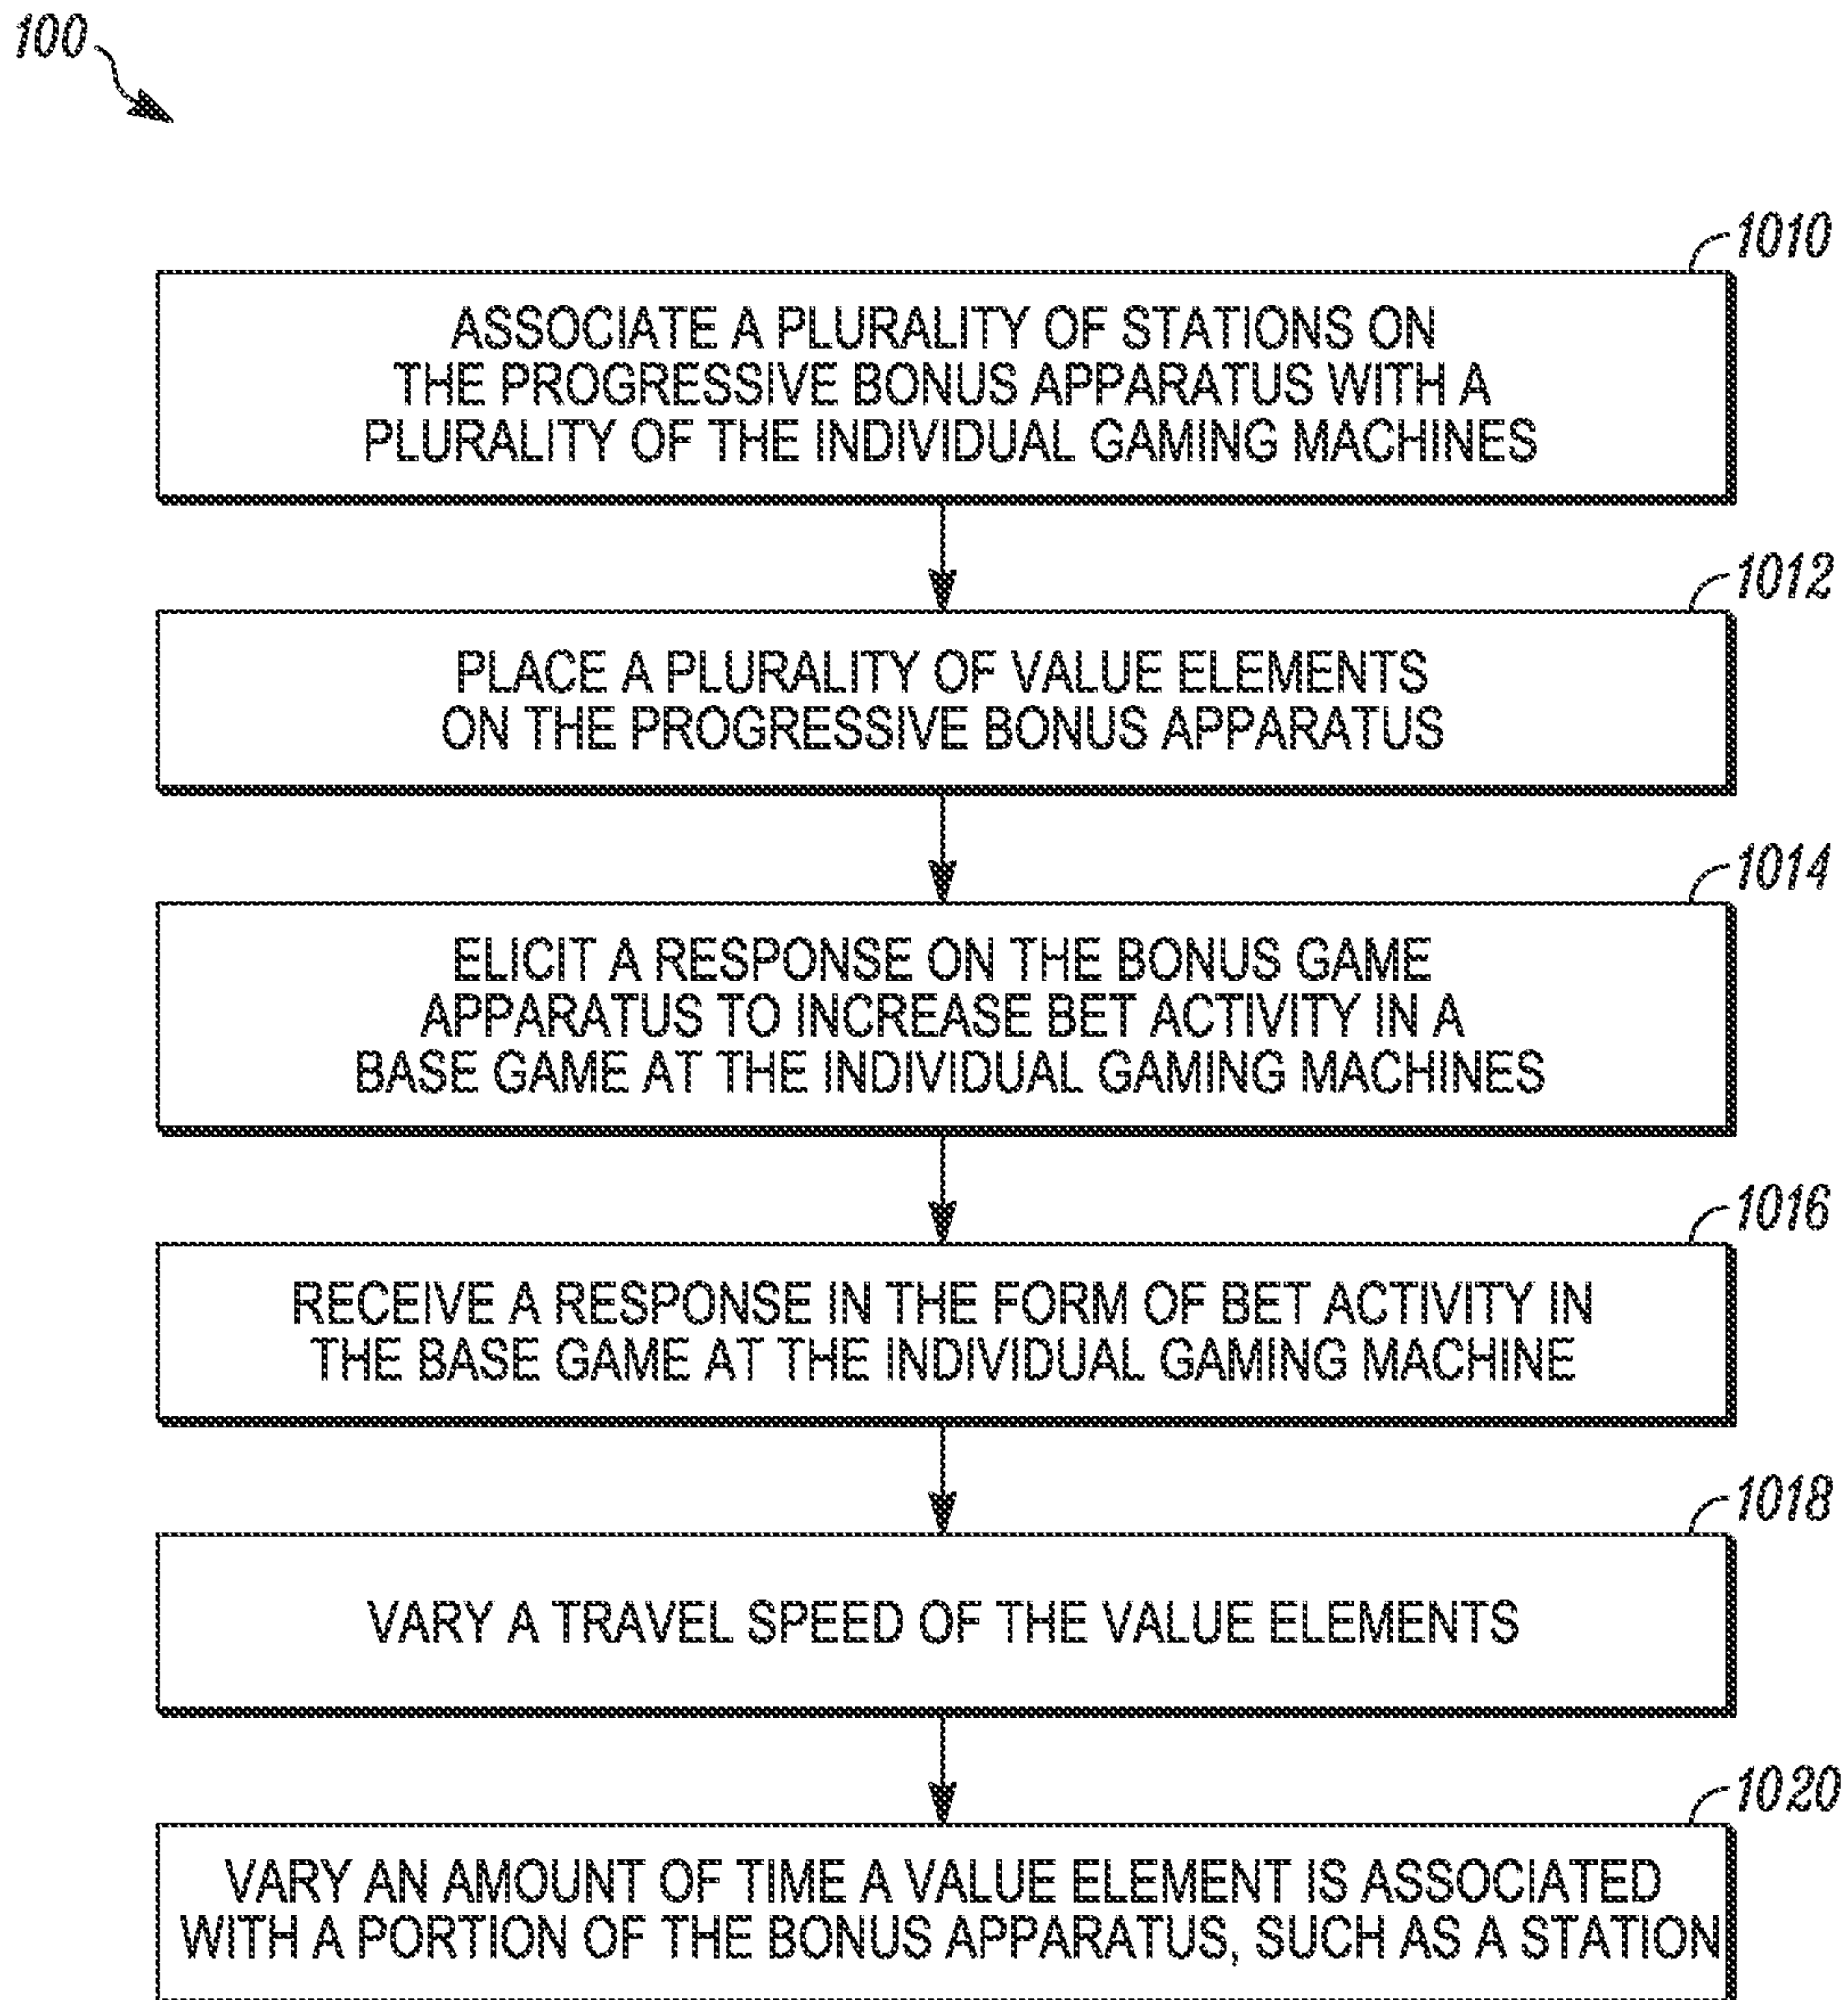 100
1010
ASSOCIATE A PLURALITY OF STATIONS ON
THE PROGRESSIVE BONUS APPARATUS WITH A
PLURALITY OF THE INDIVIDUAL GAMING MACHINES
1012
PLACE A PLURALITY OF VALUE ELEMENTS
ON THE PROGRESSIVE BONUS APPARATUS
1014
ELICIT A RESPONSE ON THE BONUS GAME
APPARATUS TO INCREASE BET ACTIVITY IN A
BASE GAME AT THE INDIVIDUAL GAMING MACHINES
1016
RECEIVE A RESPONSE IN THE FORM OF BET ACTIVITY IN
THE BASE GAME AT THE INDIVIDUAL GAMING MACHINE
1018
VARY A TRAVEL SPEED OF THE VALUE ELEMENTS
1020
VARY AN AMOUNT OF TIME A VALUE ELEMENT IS ASSOCIATED
WITH A PORTION OF THE BONUS APPARATUS, SUCH AS A STATION